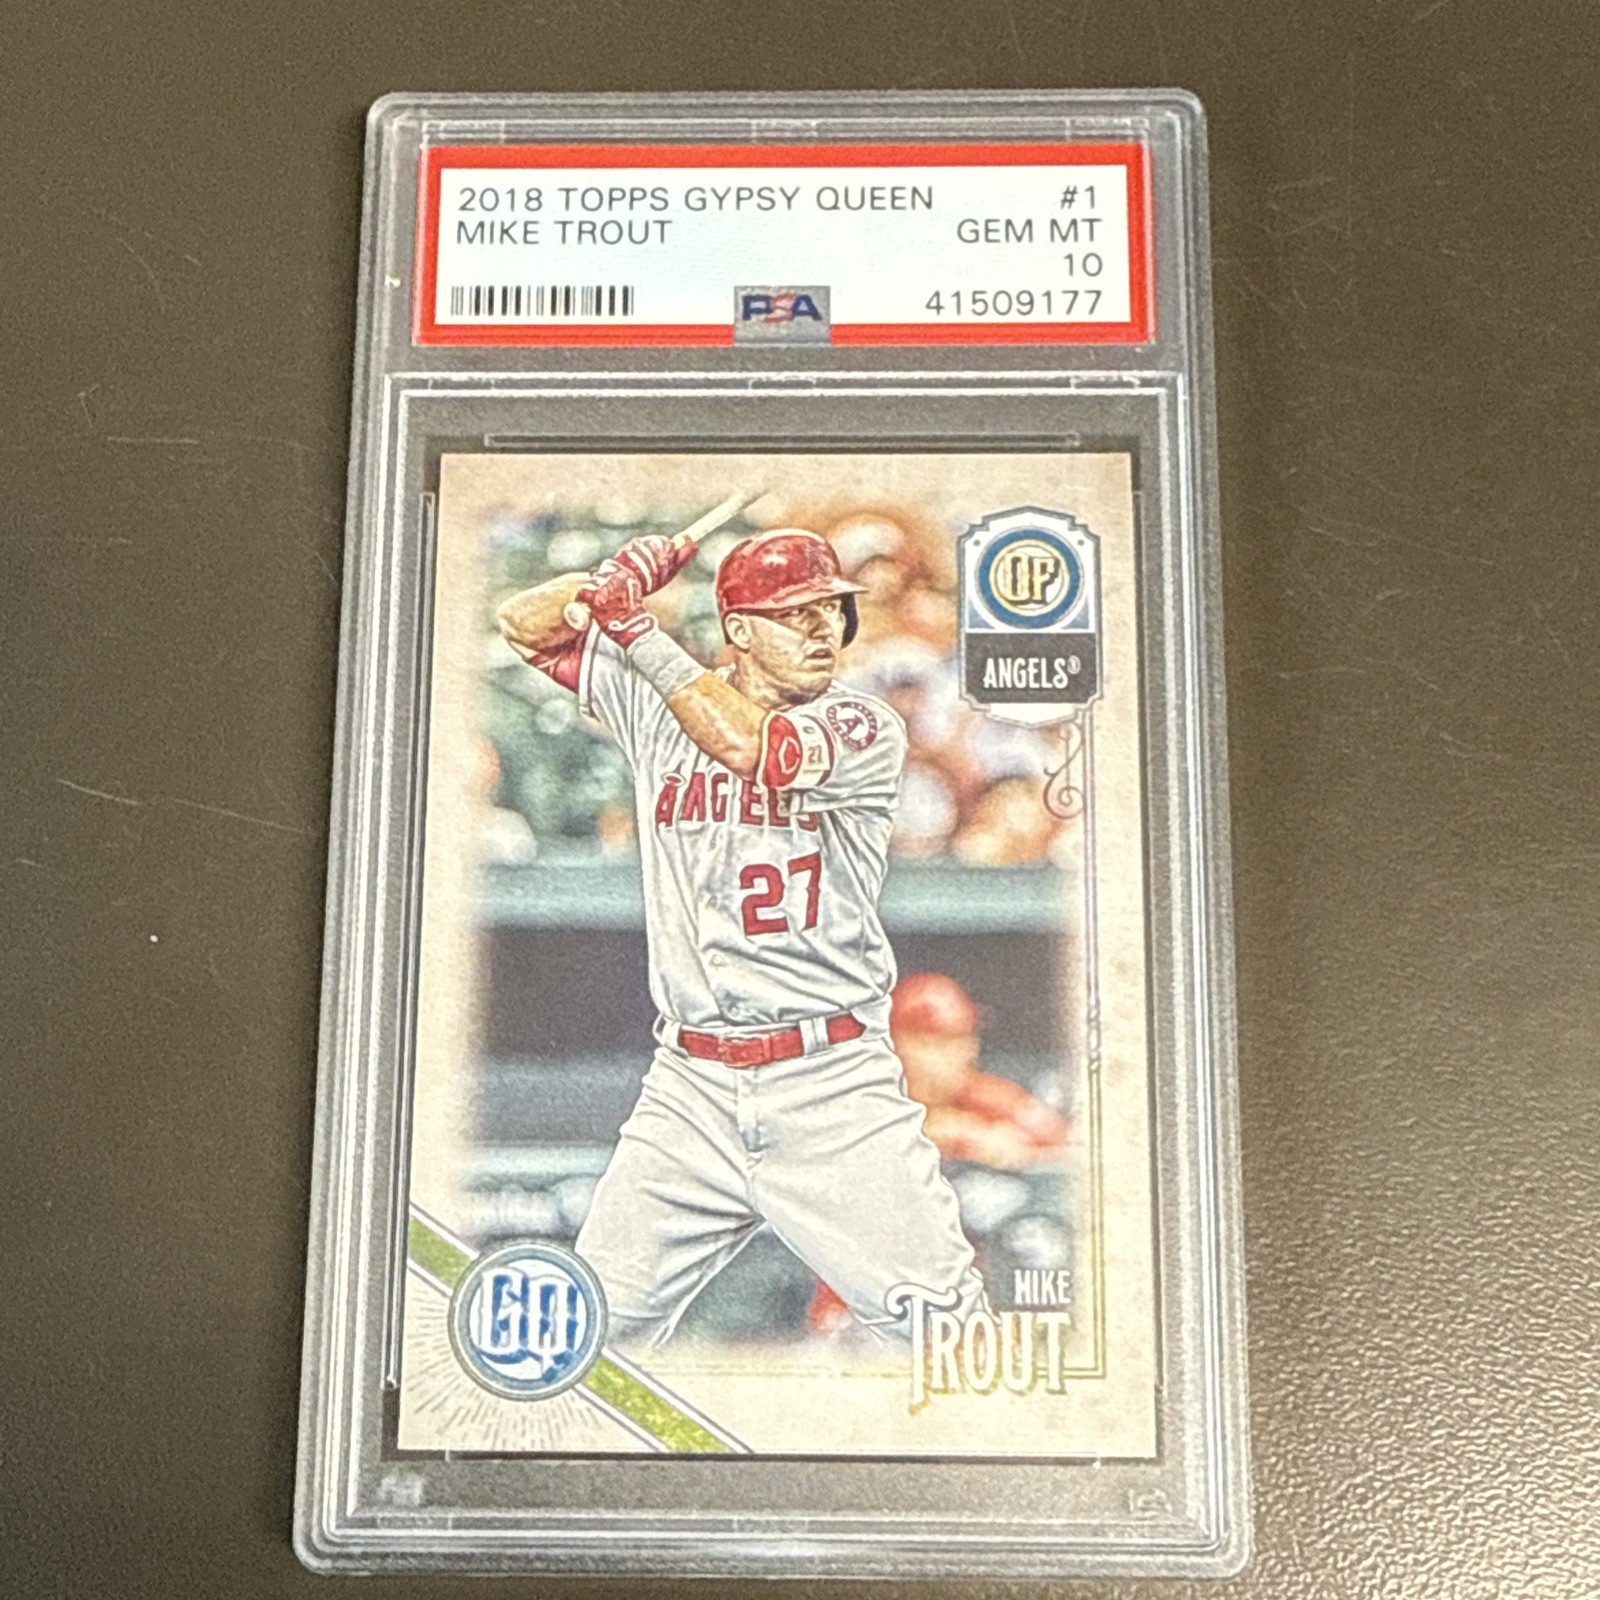 2018 TOPPS GYPSY QUEEN #1
MIKE TROUT GEM MT
10
PSA 41509177
OF
ANGELS®
27
ANGELS
27
GQ
MIKE
TROUT